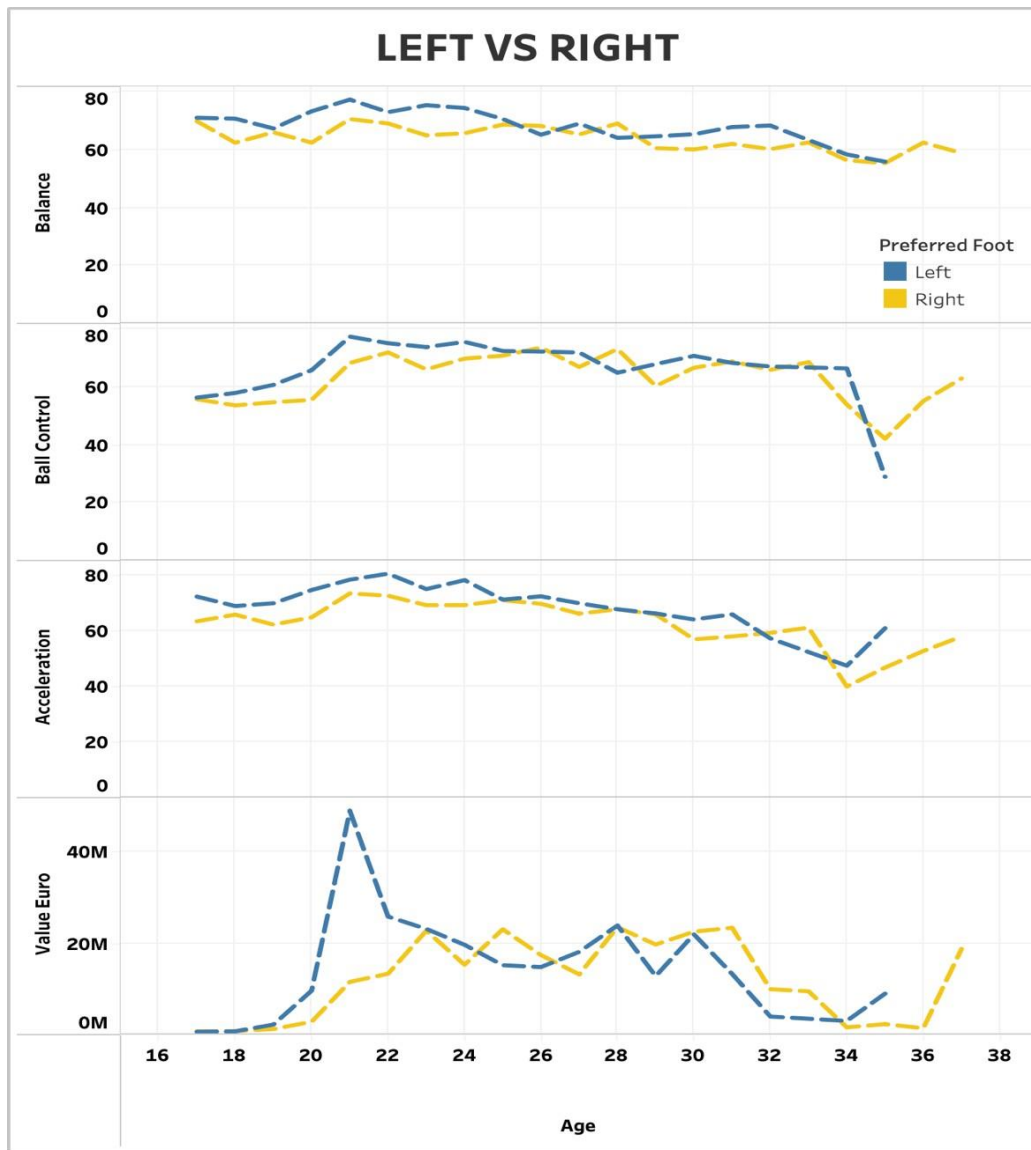 LEFT VS RIGHT
Balance
80
60
40
20
0
Preferred Foot
Left
Right
Ball Control
80
60
40
20
0
Acceleration
80
60
40
20
0
Value Euro
40M
20M
0M
16 18 20 22 24 26 28 30 32 34 36 38
Age